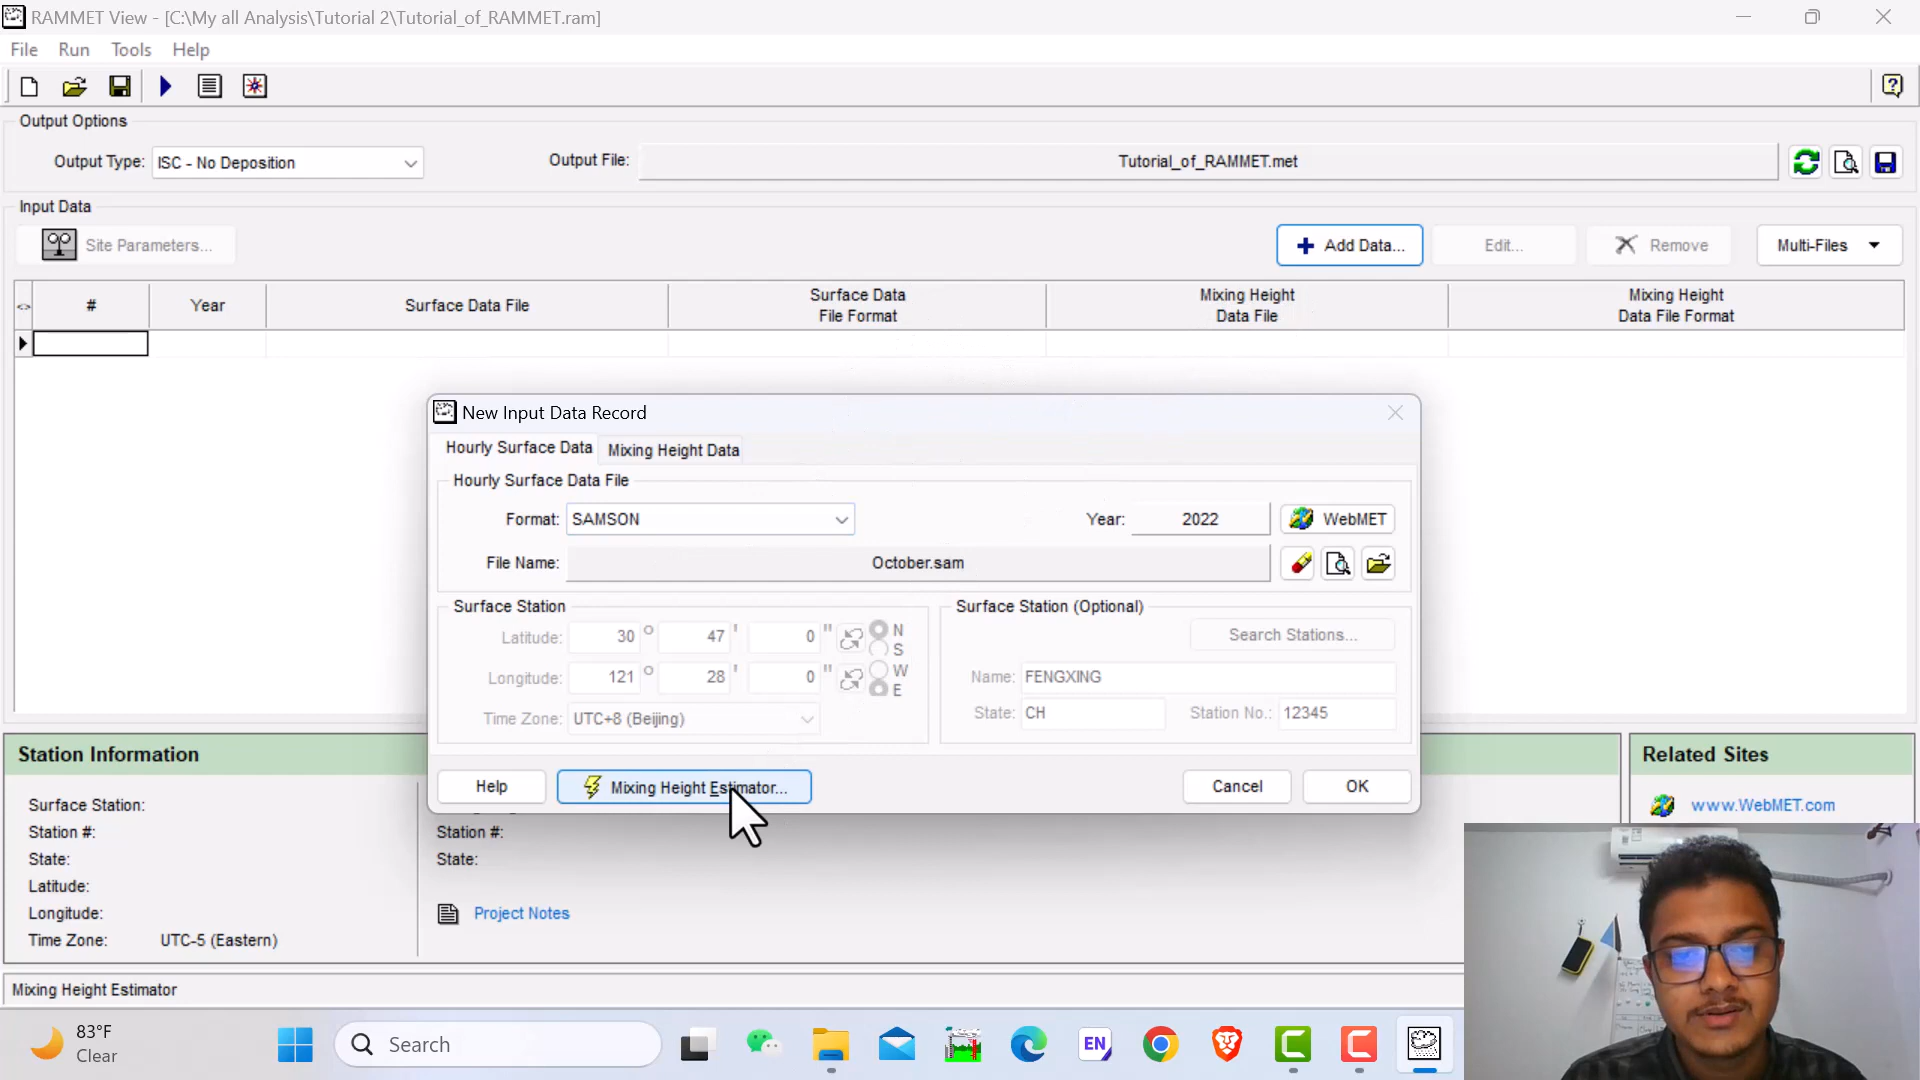 RAMMET View - [C:\My all Analysis\Tutorial 2\Tutorial_of_RAMMET.ram]
File Run Tools Help
Output Options
Output Type: ISC - No Deposition Output File: Tutorial_of_RAMMET.met
Input Data
Site Parameters... Add Data... Edit... Remove Multi-Files
# Year Surface Data File Surface Data File Format Mixing Height Data File Mixing Height Data File Format
New Input Data Record
Hourly Surface Data Mixing Height Data
Hourly Surface Data File
Format: SAMSON Year: 2022 WebMET
File Name: October.sam
Surface Station Surface Station (Optional)
Latitude: 30 ° 47 ' 0 " N S Search Stations...
Longitude: 121 ° 28 ' 0 " W E Name: FENGXING
Time Zone: UTC+8 (Beijing) State: CH Station No.: 12345
Help Mixing Height Estimator... Cancel OK
Station Information Related Sites
Surface Station: www.WebMET.com
Station #: Station #:
State: State:
Latitude:
Longitude: Project Notes
Time Zone: UTC-5 (Eastern)
Mixing Height Estimator
83°F
Clear
Search
EN